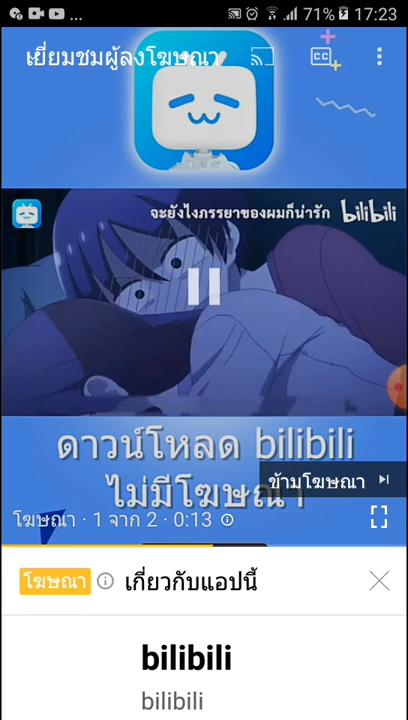 71% 17:23
เยี่ยมชมผู้ลงโฆษณา
CC
จะยังไงภรรยาของผมก็น่ารัก bilibili
ดาวน์โหลด bilibili
ไม่มีโฆษณา
ข้ามโฆษณา
โฆษณา · 1 จาก 2 · 0:13
โฆษณา เกี่ยวกับแอปนี้
bilibili
bilibili